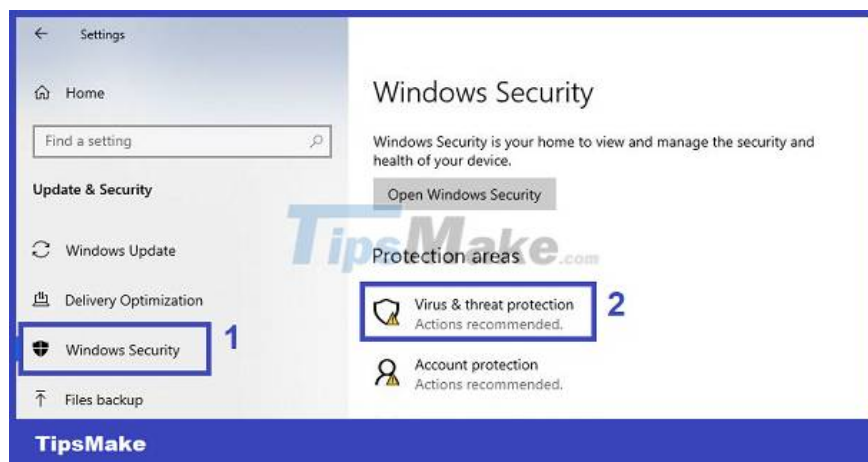 Settings
Home
Find a setting
Update & Security
Windows Update
Delivery Optimization
Windows Security
1
Files backup
Windows Security
Windows Security is your home to view and manage the security and
health of your device.
Open Windows Security
TipsMake.com
Protection areas
Virus & threat protection
Actions recommended.
2
Account protection
Actions recommended.
TipsMake